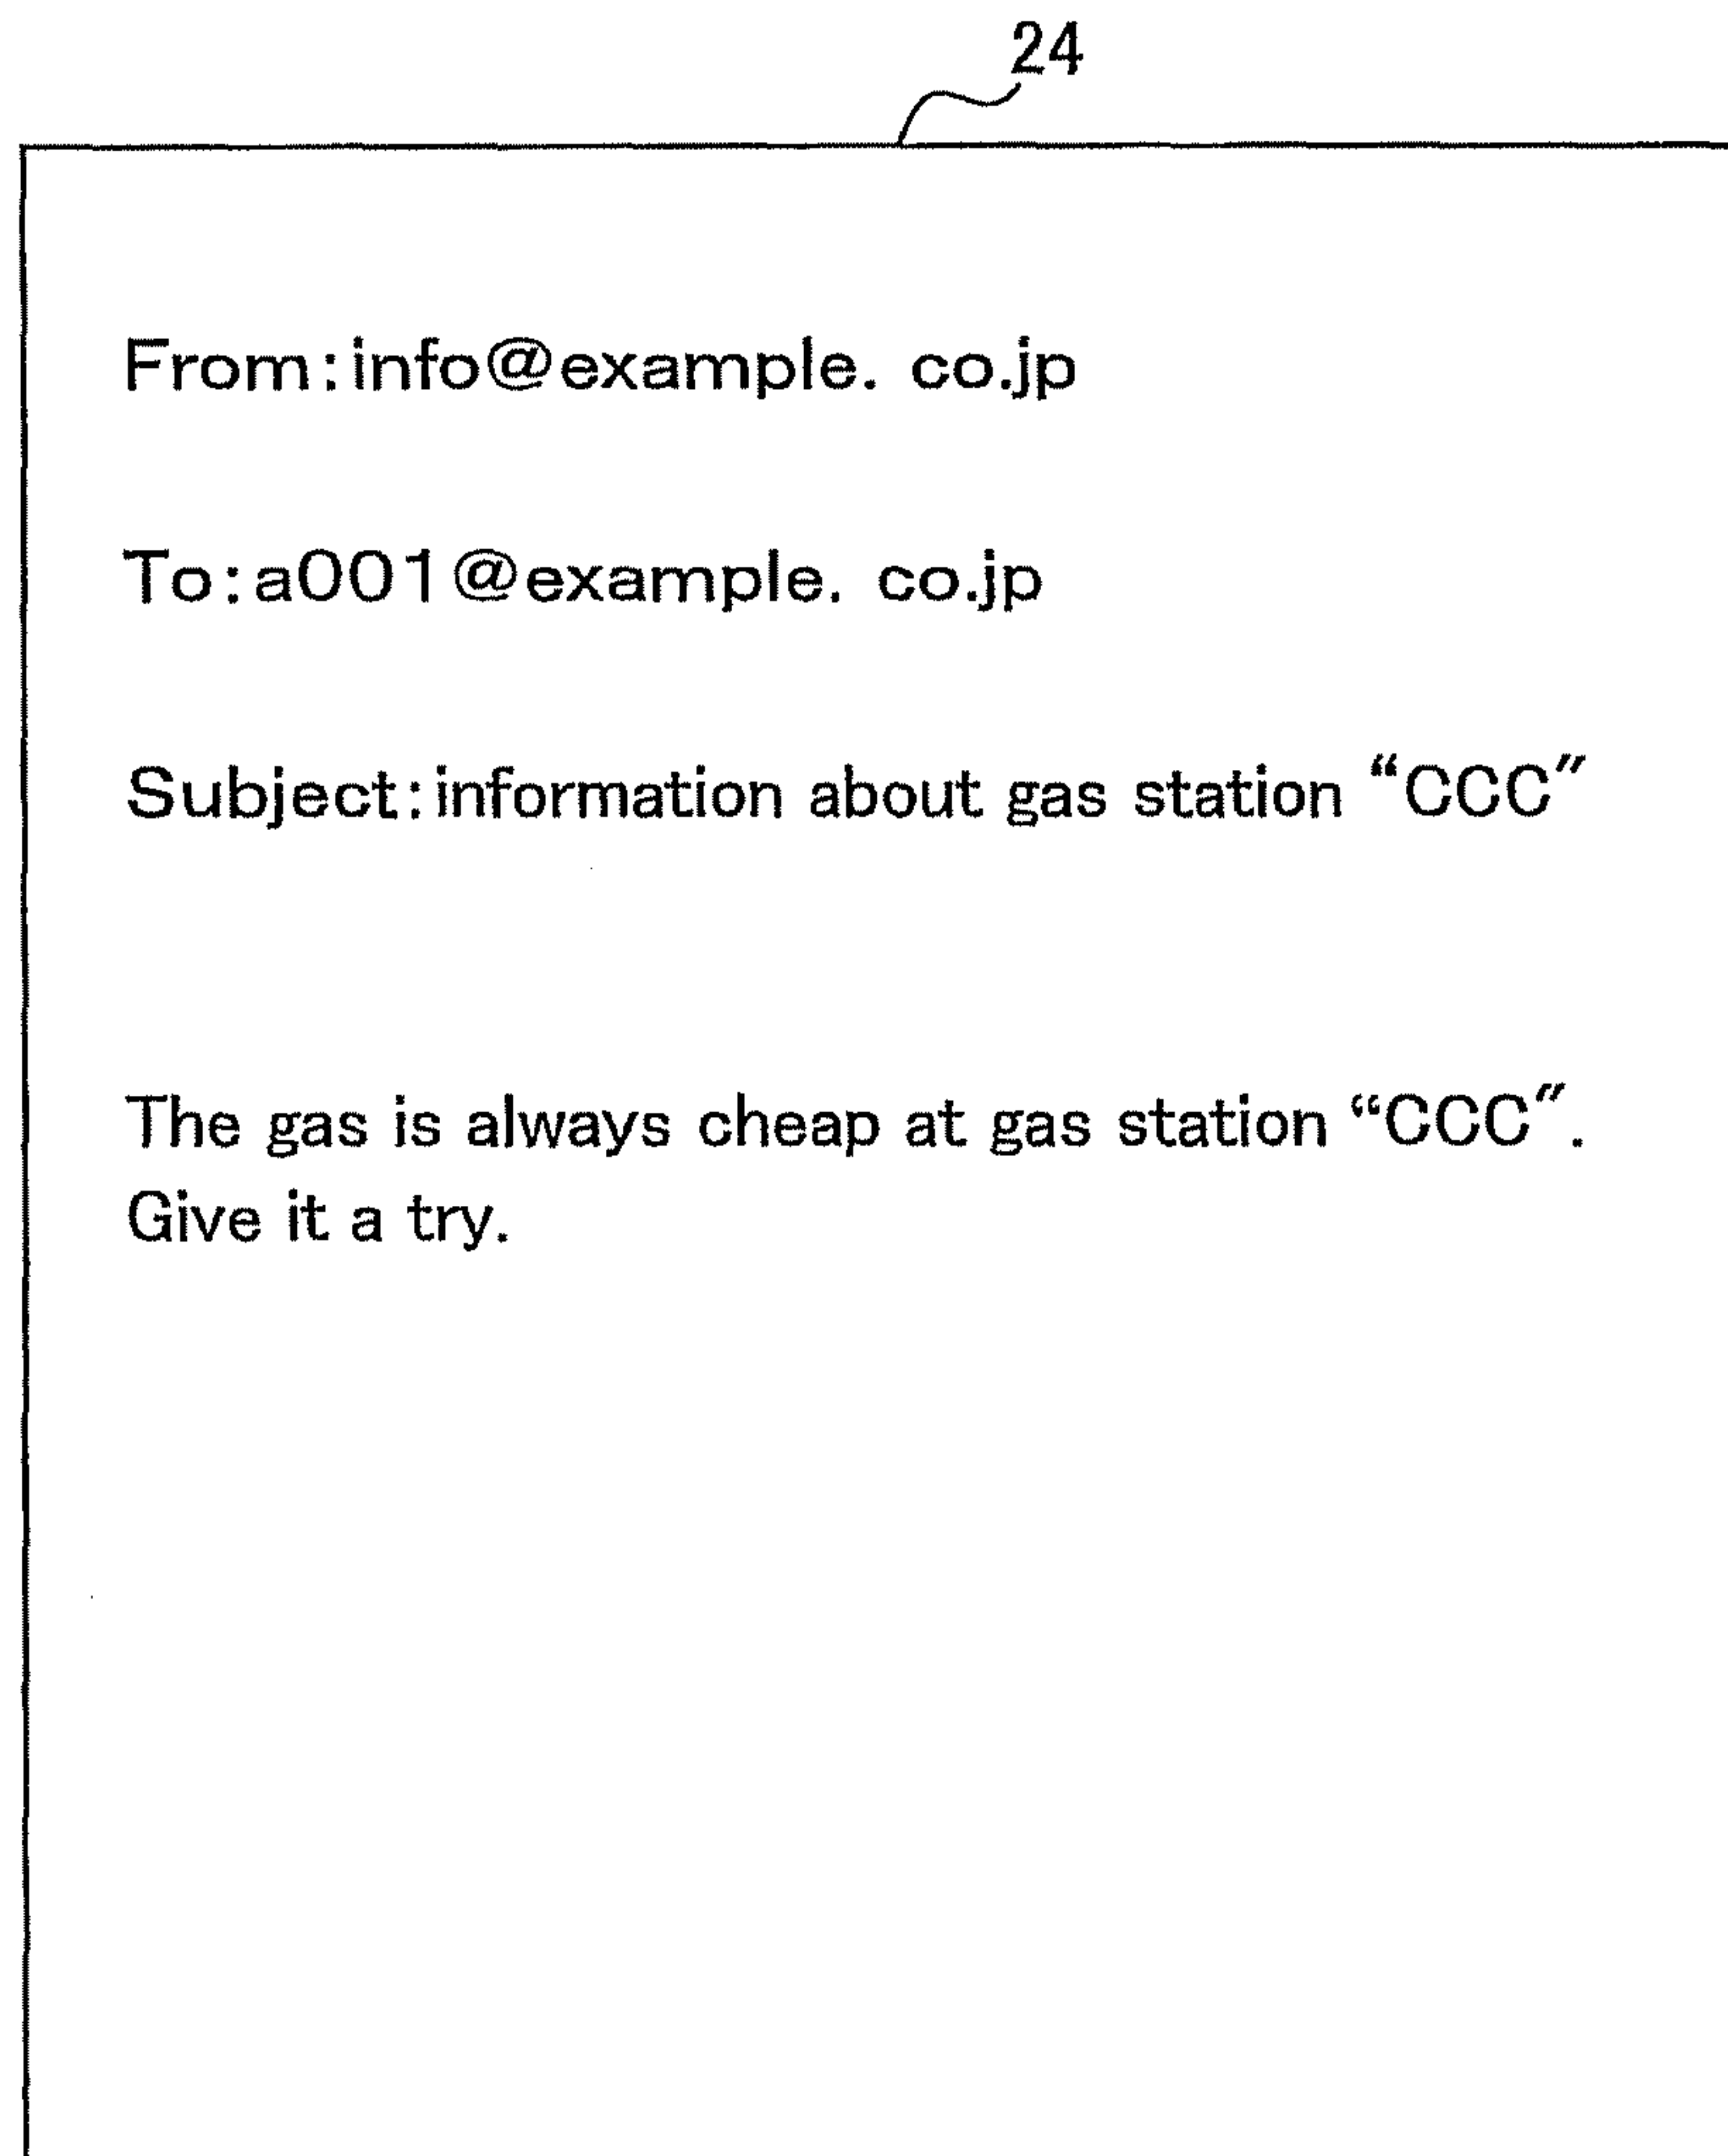 24
From:info@example. co.jp
To:a001@example. co.jp
Subject:information about gas station “CCC”
The gas is always cheap at gas station “CCC”.
Give it a try.